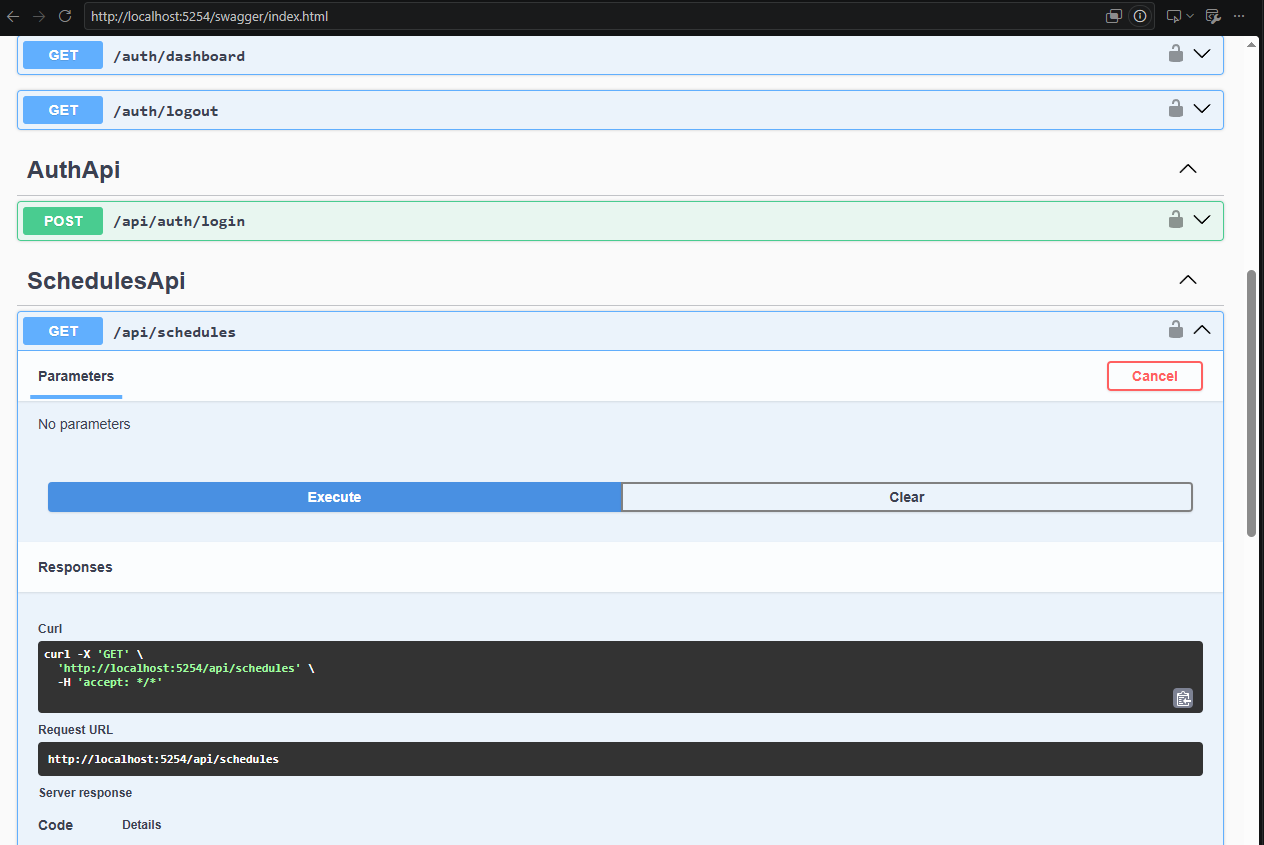 http://localhost:5254/swagger/index.html
GET /auth/dashboard
GET /auth/logout
AuthApi
POST /api/auth/login
SchedulesApi
GET /api/schedules
Parameters Cancel
No parameters
Execute Clear
Responses
Curl
curl -X 'GET' \
'http://localhost:5254/api/schedules' \
-H 'accept: */*'
Request URL
http://localhost:5254/api/schedules
Server response
Code Details